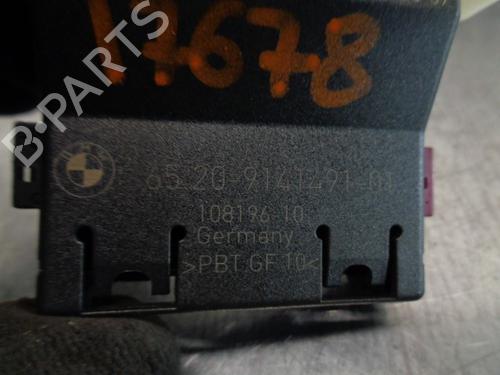 17678
65.20-9141491-01
108196 10
Germany
>PBT GF 10<
B-PARTS